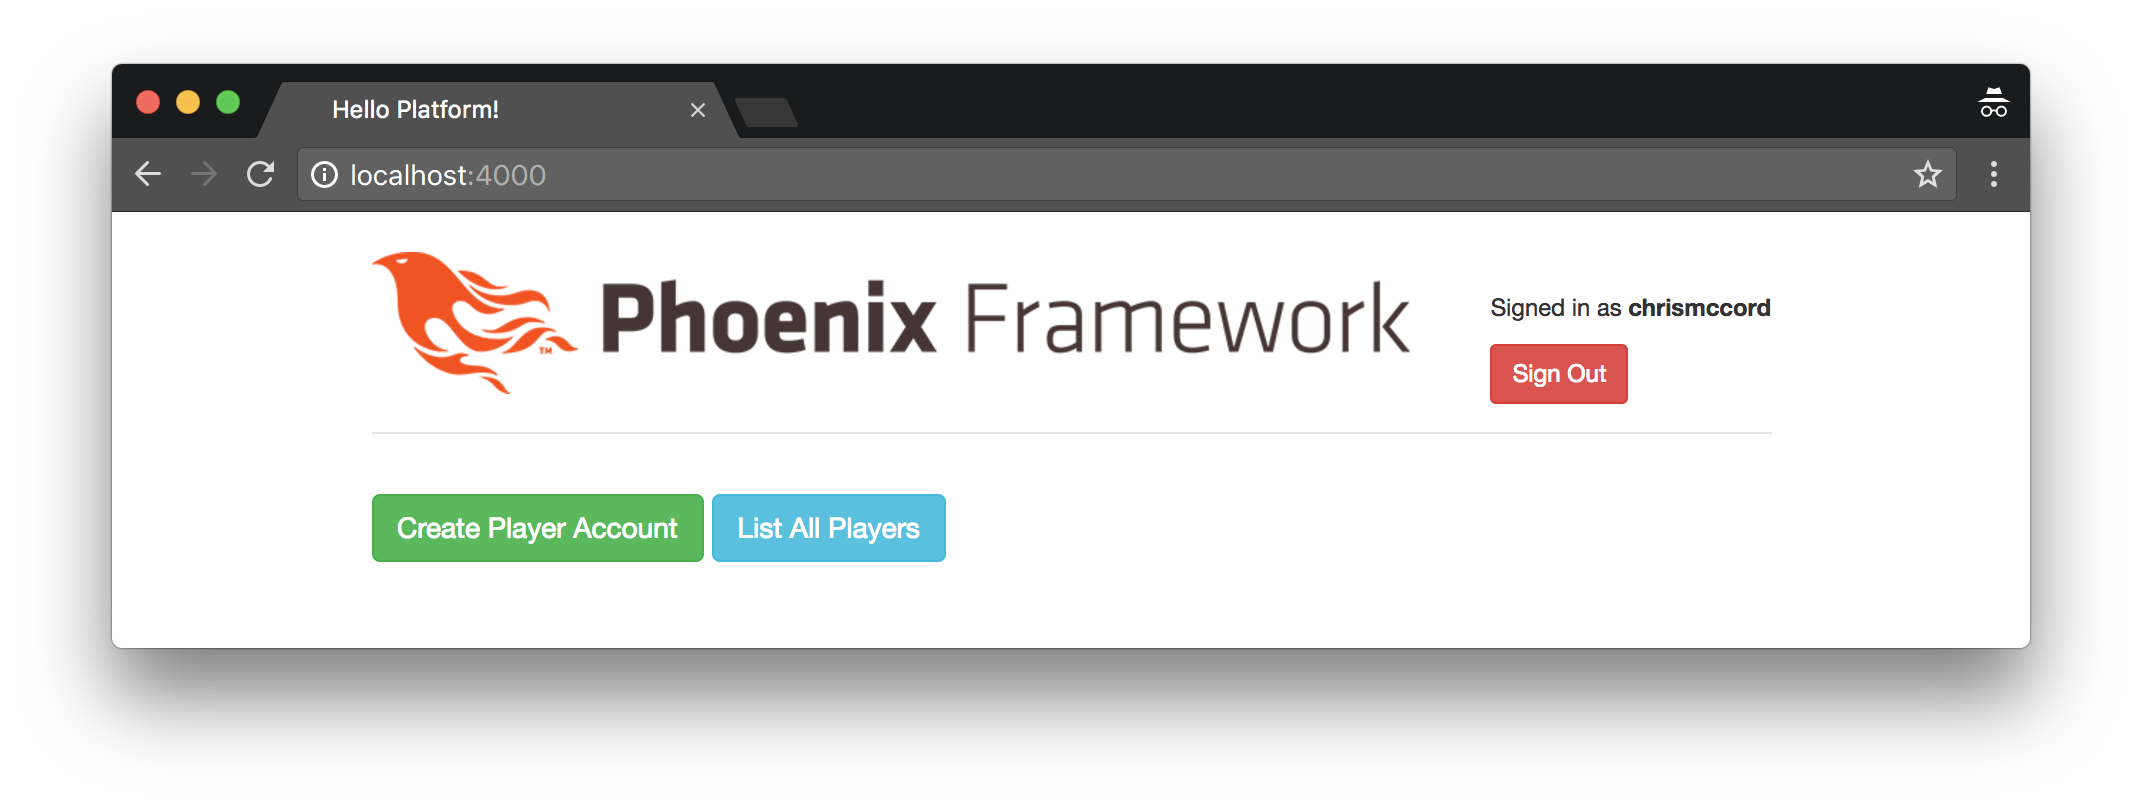 Hello Platform!
localhost:4000
Phoenix Framework
TM
Signed in as chrismccord
Sign Out
Create Player Account
List All Players